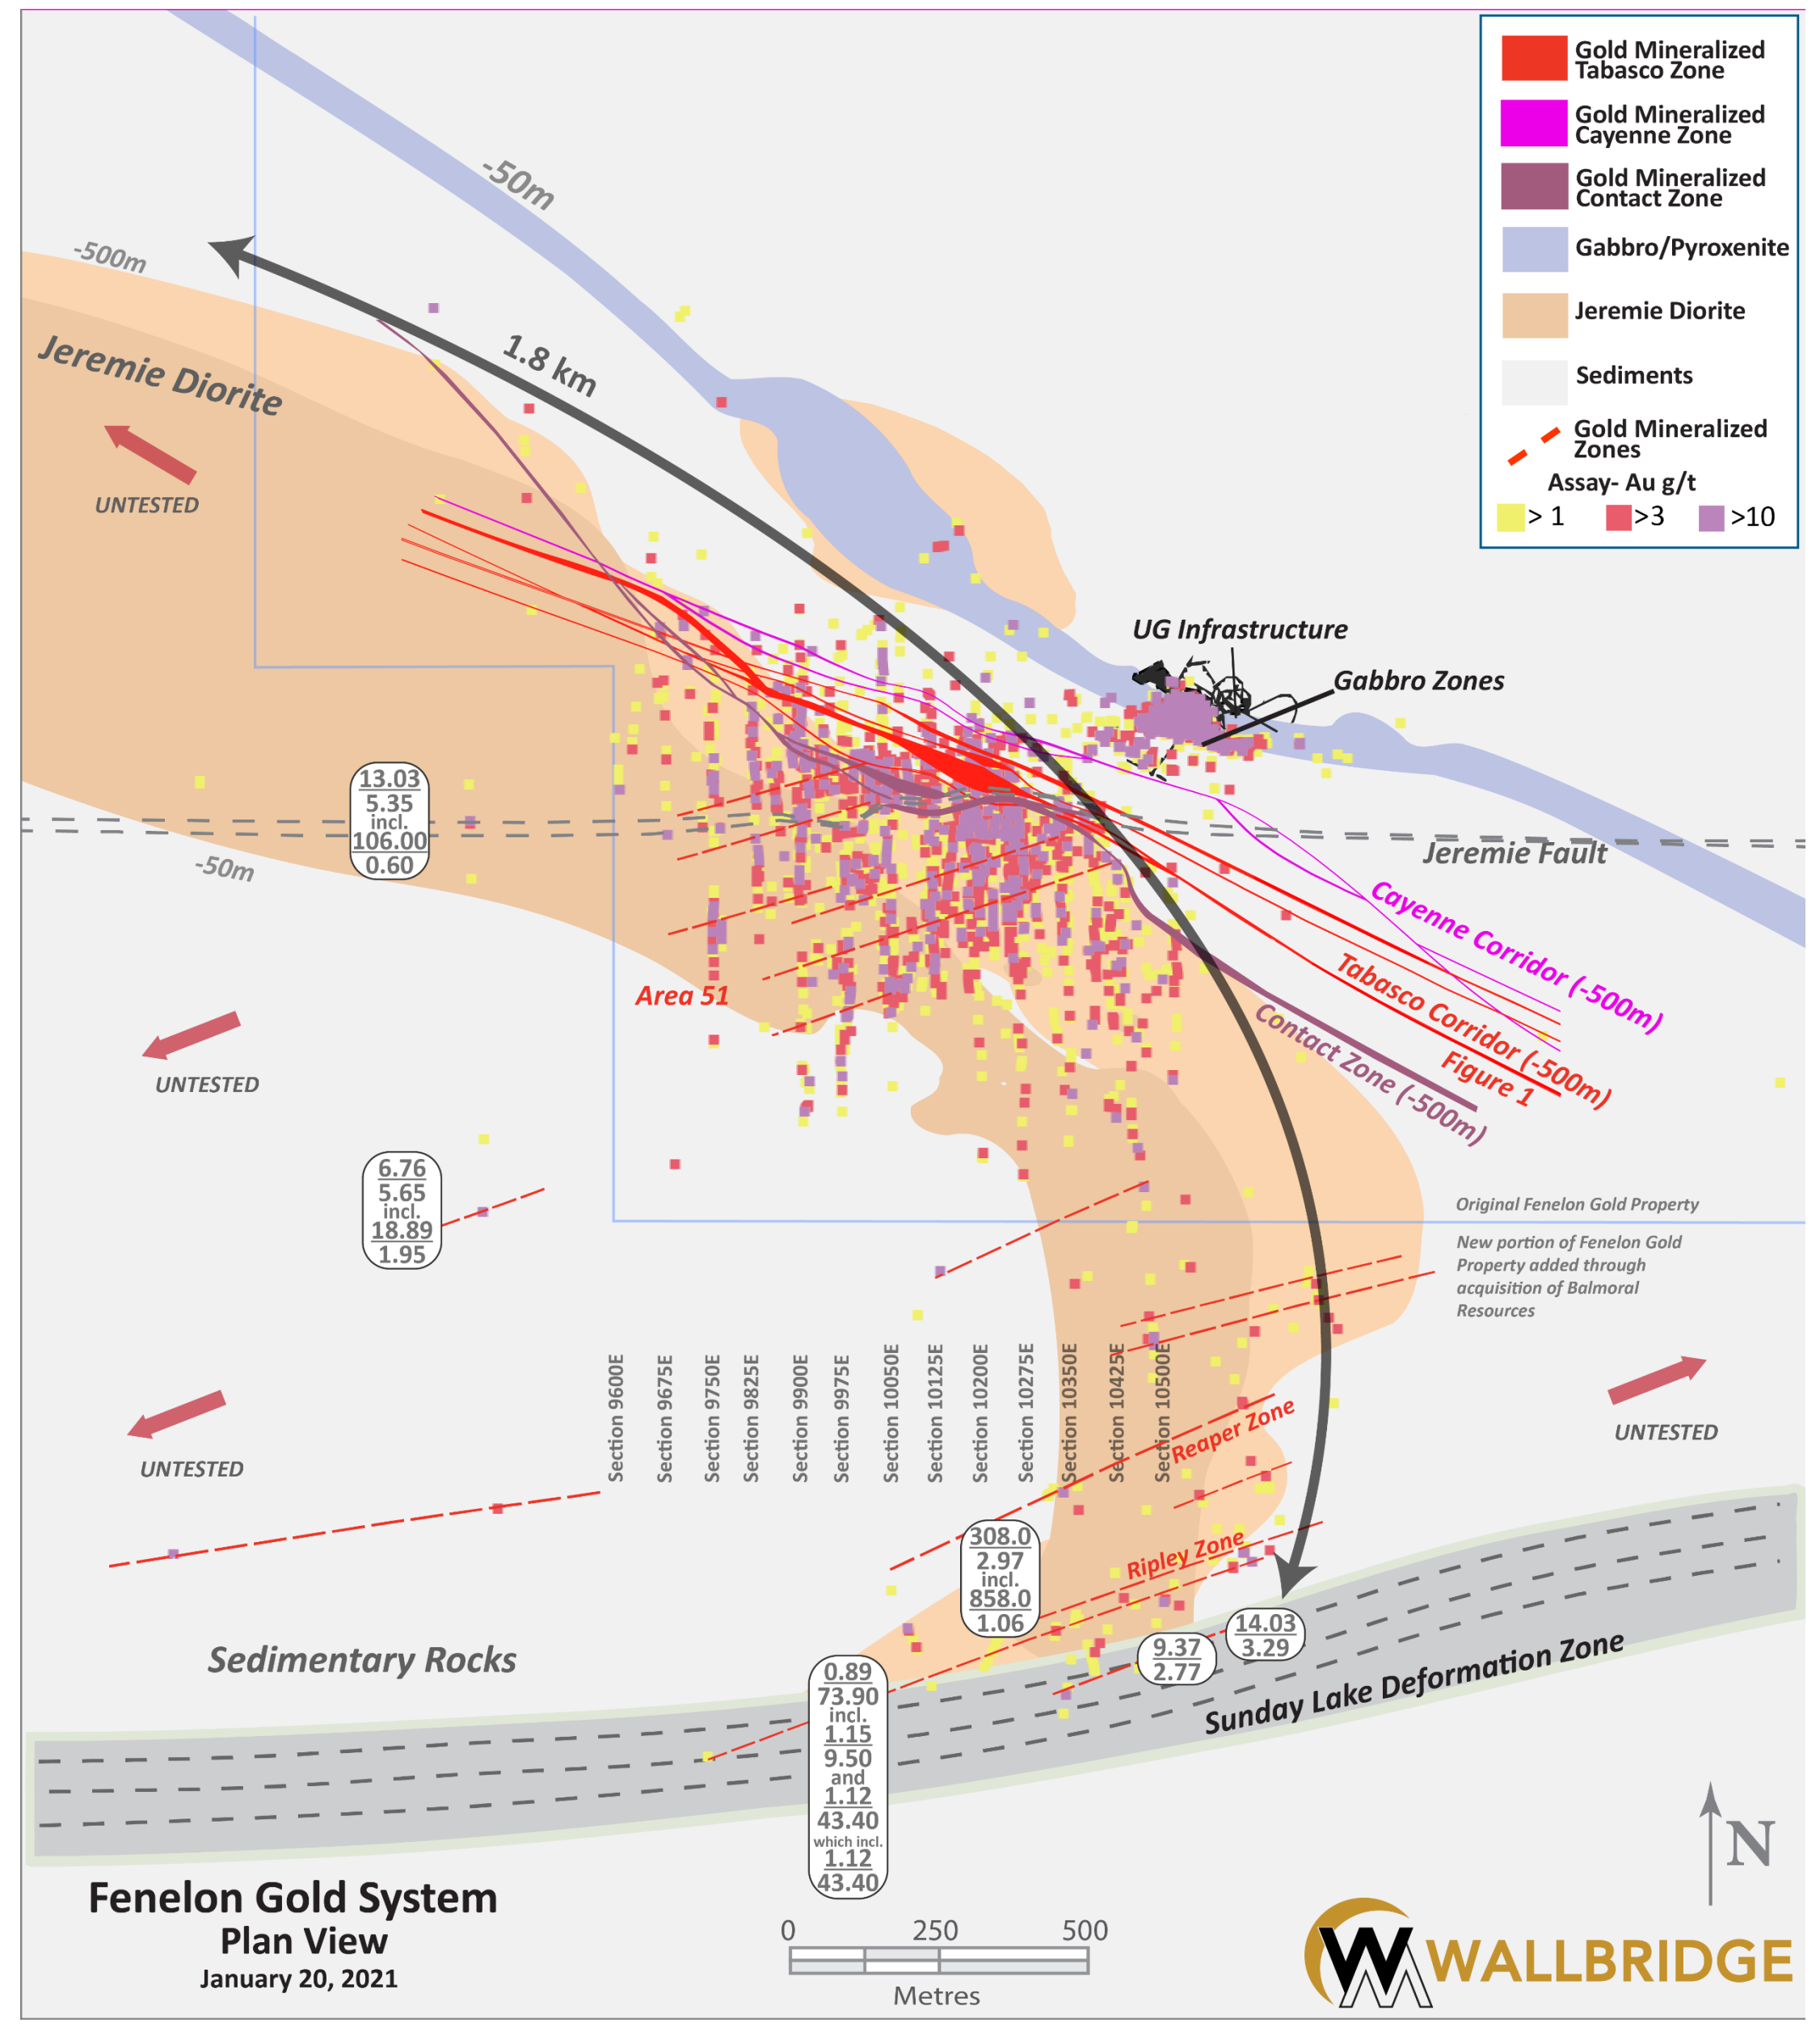 Gold Mineralized
Tabasco Zone
Gold Mineralized
Cayenne Zone
Gold Mineralized
Contact Zone
Gabbro/Pyroxenite
Jeremie Diorite
Sediments
Gold Mineralized
Zones
Assay- Au g/t
> 1
>3
>10
-50m
-500m
1.8 km
Jeremie Diorite
UNTESTED
UG Infrastructure
Gabbro Zones
13.03
5.35
incl.
106.00
0.60
-50m
Jeremie Fault
Cayenne Corridor (-500m)
Tabasco Corridor (-500m)
Figure 1
Contact Zone (-500m)
Area 51
UNTESTED
6.76
5.65
incl.
18.89
1.95
Original Fenelon Gold Property
New portion of Fenelon Gold
Property added through
acquisition of Balmoral
Resources
Section 9600E
Section 9675E
Section 9750E
Section 9825E
Section 9900E
Section 9975E
Section 10050E
Section 10125E
Section 10200E
Section 10275E
Section 10350E
Section 10425E
Section 10500E
UNTESTED
UNTESTED
Reaper Zone
Ripley Zone
308.0
2.97
incl.
858.0
1.06
14.03
3.29
9.37
2.77
Sedimentary Rocks
0.89
73.90
incl.
1.15
9.50
and
1.12
43.40
which incl.
1.12
43.40
Sunday Lake Deformation Zone
Fenelon Gold System
Plan View
January 20, 2021
0 250 500
Metres
N
WALLBRIDGE